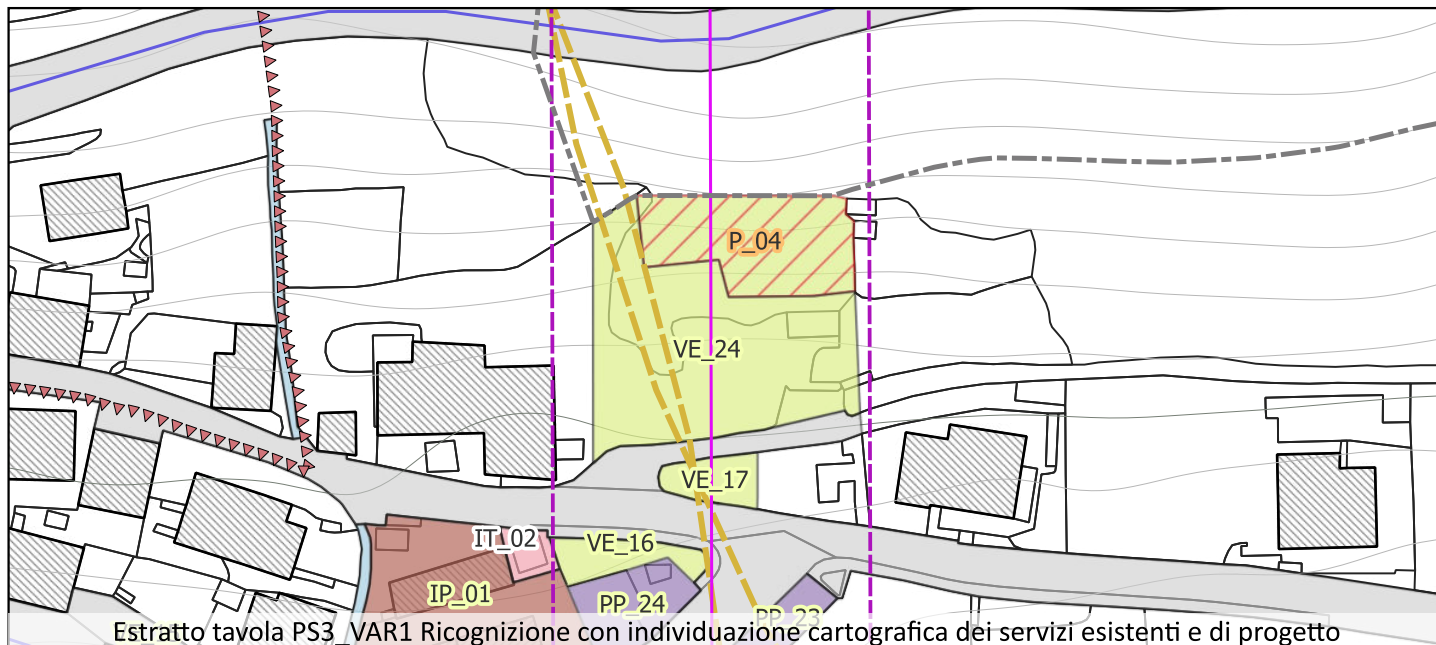 P_04
VE_24
VE_17
IT_02
VE_16
IP_01
PP_24
PP_23
Estratto tavola PS3_VAR1 Ricognizione con individuazione cartografica dei servizi esistenti e di progetto